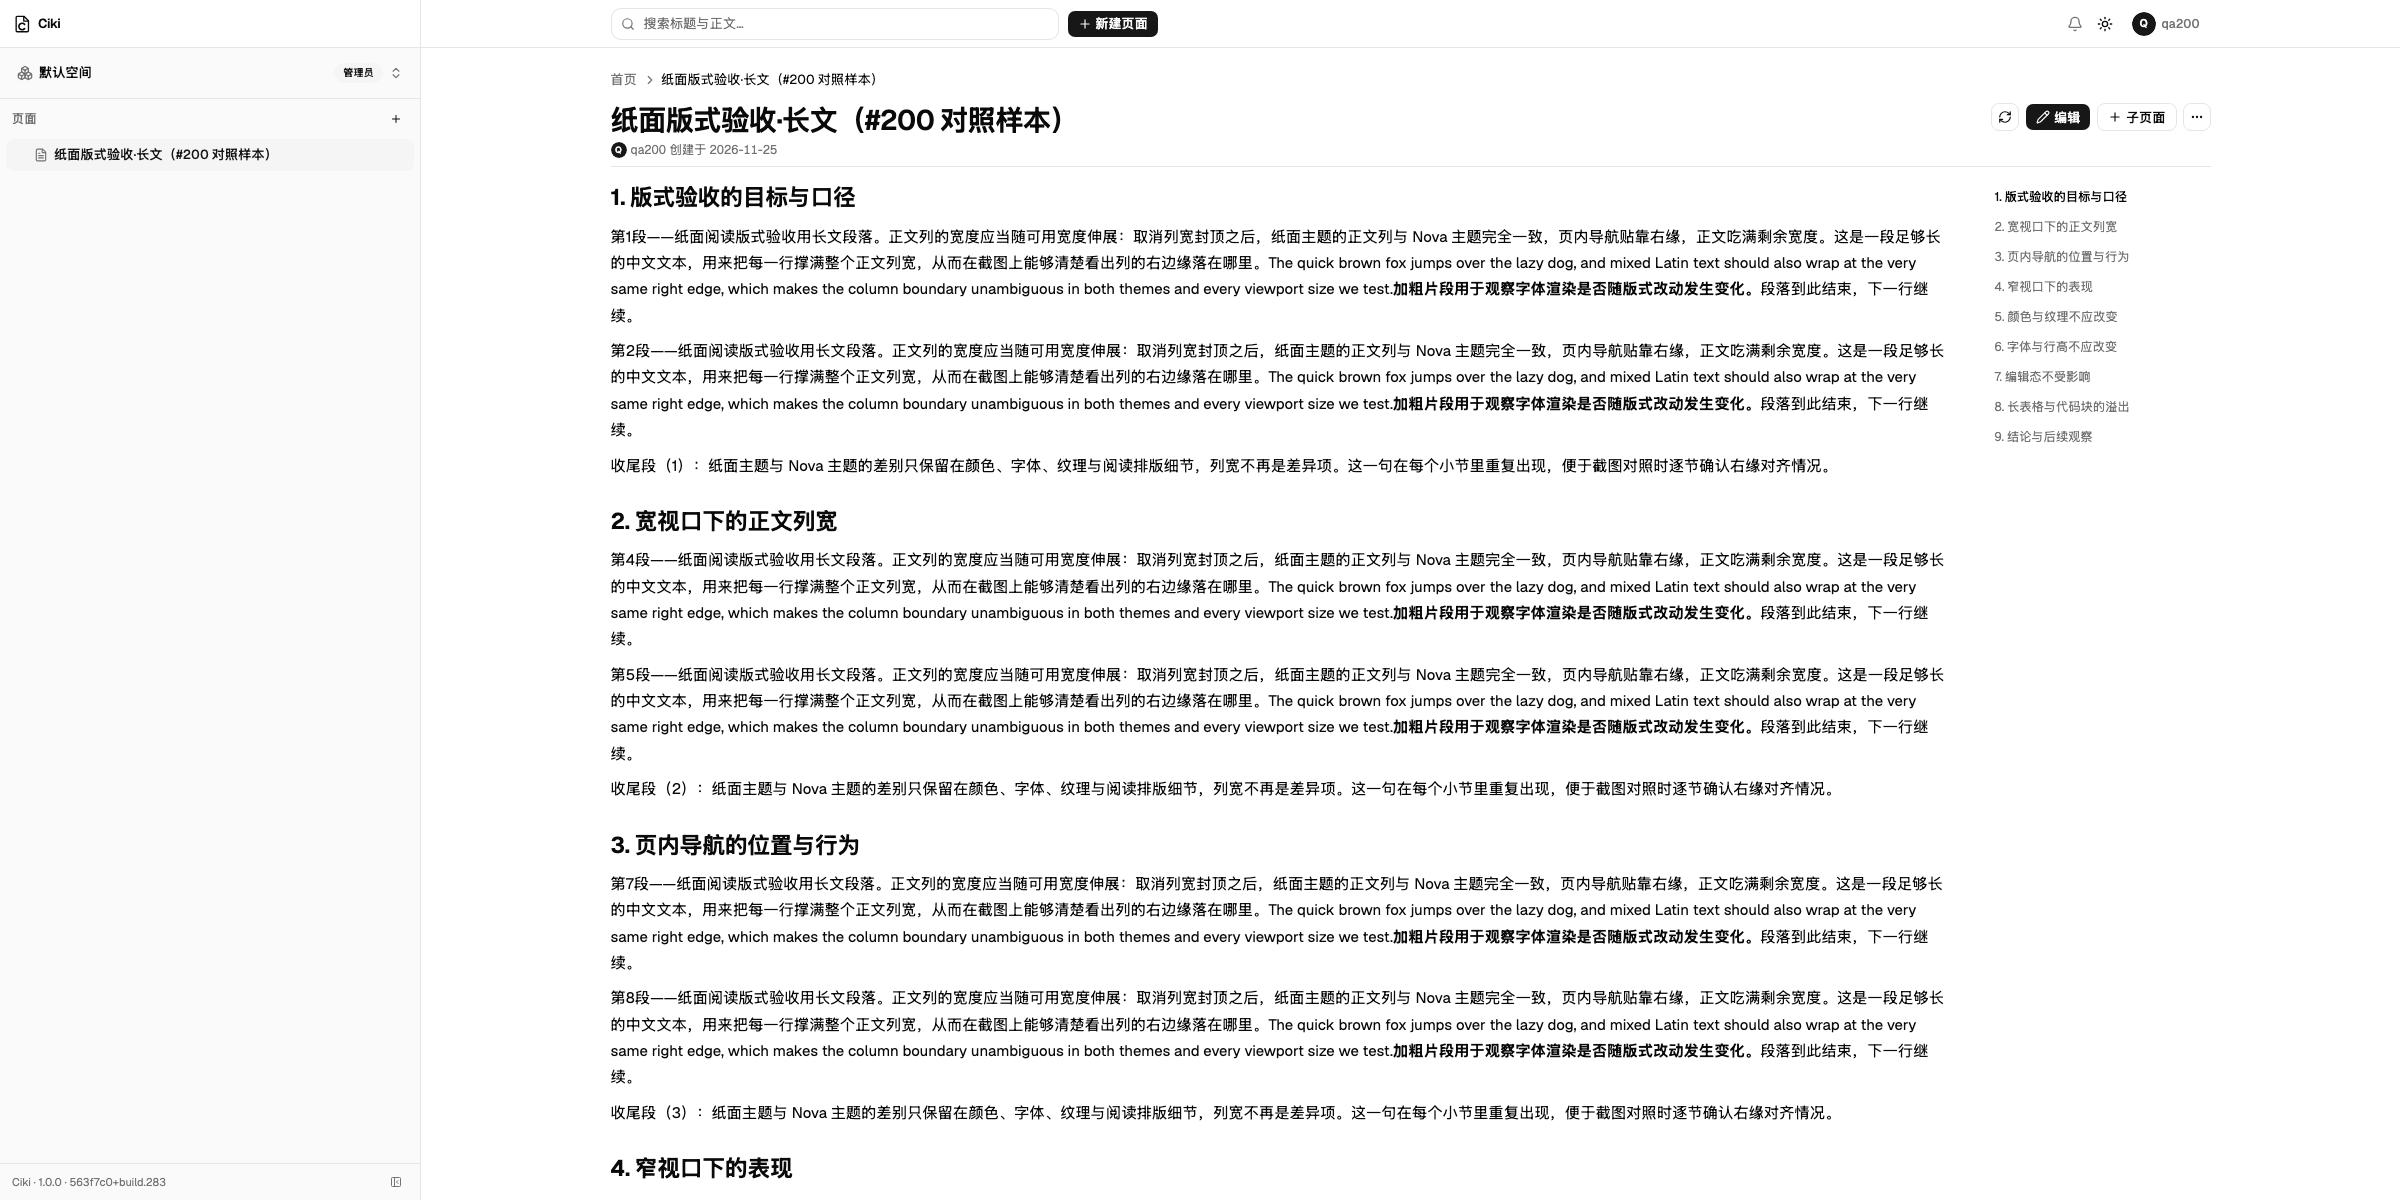 Ciki
搜索标题与正文...
新建页面
Q qa200
默认空间
管理员
页面
纸面版式验收·长文（#200 对照样本）
首页 > 纸面版式验收·长文（#200 对照样本）
纸面版式验收·长文（#200 对照样本）
编辑
子页面
Q qa200 创建于 2026-11-25
1. 版式验收的目标与口径
第1段——纸面阅读版式验收用长文段落。正文列的宽度应当随可用宽度伸展：取消列宽封顶之后，纸面主题的正文列与 Nova 主题完全一致，页内导航贴靠右缘，正文吃满剩余宽度。这是一段足够长
的中文文本，用来把每一行撑满整个正文列宽，从而在截图上能够清楚看出列的右边缘落在哪里。The quick brown fox jumps over the lazy dog, and mixed Latin text should also wrap at the very
same right edge, which makes the column boundary unambiguous in both themes and every viewport size we test.加粗片段用于观察字体渲染是否随版式改动发生变化。段落到此结束，下一行继
续。
第2段——纸面阅读版式验收用长文段落。正文列的宽度应当随可用宽度伸展：取消列宽封顶之后，纸面主题的正文列与 Nova 主题完全一致，页内导航贴靠右缘，正文吃满剩余宽度。这是一段足够长
的中文文本，用来把每一行撑满整个正文列宽，从而在截图上能够清楚看出列的右边缘落在哪里。The quick brown fox jumps over the lazy dog, and mixed Latin text should also wrap at the very
same right edge, which makes the column boundary unambiguous in both themes and every viewport size we test.加粗片段用于观察字体渲染是否随版式改动发生变化。段落到此结束，下一行继
续。
收尾段（1）：纸面主题与 Nova 主题的差别只保留在颜色、字体、纹理与阅读排版细节，列宽不再是差异项。这一句在每个小节里重复出现，便于截图对照时逐节确认右缘对齐情况。
2. 宽视口下的正文列宽
第4段——纸面阅读版式验收用长文段落。正文列的宽度应当随可用宽度伸展：取消列宽封顶之后，纸面主题的正文列与 Nova 主题完全一致，页内导航贴靠右缘，正文吃满剩余宽度。这是一段足够长
的中文文本，用来把每一行撑满整个正文列宽，从而在截图上能够清楚看出列的右边缘落在哪里。The quick brown fox jumps over the lazy dog, and mixed Latin text should also wrap at the very
same right edge, which makes the column boundary unambiguous in both themes and every viewport size we test.加粗片段用于观察字体渲染是否随版式改动发生变化。段落到此结束，下一行继
续。
第5段——纸面阅读版式验收用长文段落。正文列的宽度应当随可用宽度伸展：取消列宽封顶之后，纸面主题的正文列与 Nova 主题完全一致，页内导航贴靠右缘，正文吃满剩余宽度。这是一段足够长
的中文文本，用来把每一行撑满整个正文列宽，从而在截图上能够清楚看出列的右边缘落在哪里。The quick brown fox jumps over the lazy dog, and mixed Latin text should also wrap at the very
same right edge, which makes the column boundary unambiguous in both themes and every viewport size we test.加粗片段用于观察字体渲染是否随版式改动发生变化。段落到此结束，下一行继
续。
收尾段（2）：纸面主题与 Nova 主题的差别只保留在颜色、字体、纹理与阅读排版细节，列宽不再是差异项。这一句在每个小节里重复出现，便于截图对照时逐节确认右缘对齐情况。
3. 页内导航的位置与行为
第7段——纸面阅读版式验收用长文段落。正文列的宽度应当随可用宽度伸展：取消列宽封顶之后，纸面主题的正文列与 Nova 主题完全一致，页内导航贴靠右缘，正文吃满剩余宽度。这是一段足够长
的中文文本，用来把每一行撑满整个正文列宽，从而在截图上能够清楚看出列的右边缘落在哪里。The quick brown fox jumps over the lazy dog, and mixed Latin text should also wrap at the very
same right edge, which makes the column boundary unambiguous in both themes and every viewport size we test.加粗片段用于观察字体渲染是否随版式改动发生变化。段落到此结束，下一行继
续。
第8段——纸面阅读版式验收用长文段落。正文列的宽度应当随可用宽度伸展：取消列宽封顶之后，纸面主题的正文列与 Nova 主题完全一致，页内导航贴靠右缘，正文吃满剩余宽度。这是一段足够长
的中文文本，用来把每一行撑满整个正文列宽，从而在截图上能够清楚看出列的右边缘落在哪里。The quick brown fox jumps over the lazy dog, and mixed Latin text should also wrap at the very
same right edge, which makes the column boundary unambiguous in both themes and every viewport size we test.加粗片段用于观察字体渲染是否随版式改动发生变化。段落到此结束，下一行继
续。
收尾段（3）：纸面主题与 Nova 主题的差别只保留在颜色、字体、纹理与阅读排版细节，列宽不再是差异项。这一句在每个小节里重复出现，便于截图对照时逐节确认右缘对齐情况。
4. 窄视口下的表现
1. 版式验收的目标与口径
2. 宽视口下的正文列宽
3. 页内导航的位置与行为
4. 窄视口下的表现
5. 颜色与纹理不应改变
6. 字体与行高不应改变
7. 编辑态不受影响
8. 长表格与代码块的溢出
9. 结论与后续观察
Ciki · 1.0.0 · 563f7c0+build.283